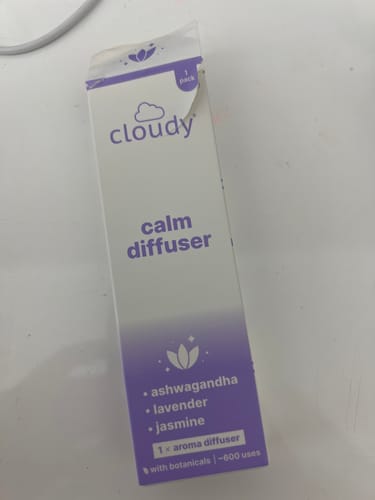 1
pack
cloudy
calm
diffuser
• ashwagandha
• lavender
• jasmine
1 × aroma diffuser
with botanicals | ~600 uses